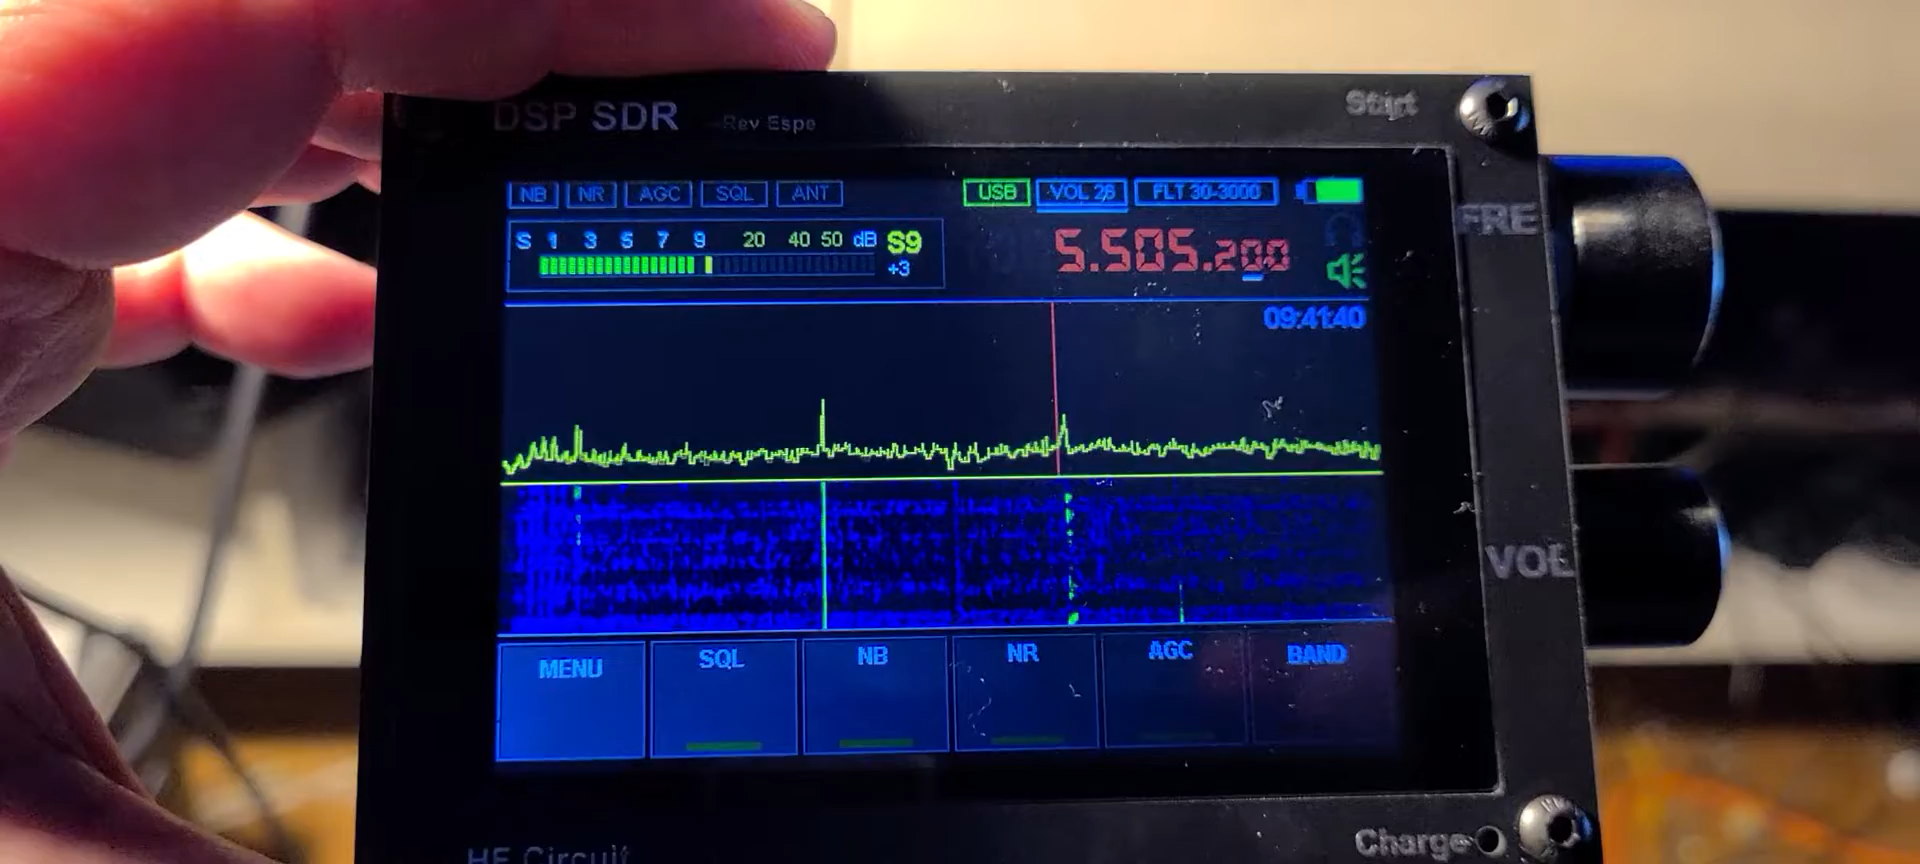 DSP SDR Rev Espe
Start
NB NR AGC SQL ANT USB VOL 26 FLT 30-3000
S 1 3 5 7 9 20 40 50 dB S9
+3
5.505.200
FRE
09:41:40
VOL
MENU SQL NB NR AGC BAND
Charge
HF Circuit